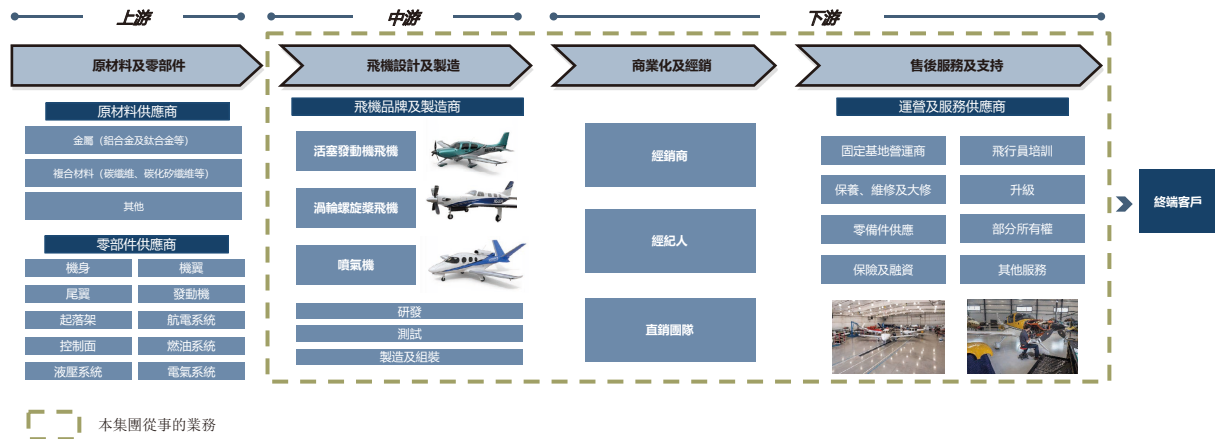 上游
中游
下游
原材料及零部件
飛機設計及製造
商業化及經銷
售後服務及支持
原材料供應商
金屬（鋁合金及鈦合金等）
複合材料（碳纖維、碳化矽纖維等）
其他
零部件供應商
機身
機翼
尾翼
發動機
起落架
航電系統
控制面
燃油系統
液壓系統
電氣系統
飛機品牌及製造商
活塞發動機飛機
渦輪螺旋槳飛機
噴氣機
研發
測試
製造及組裝
經銷商
經紀人
直銷團隊
運營及服務供應商
固定基地營運商
飛行員培訓
保養、維修及大修
升級
零備件供應
部分所有權
保險及融資
其他服務
終端客戶
本集團從事的業務